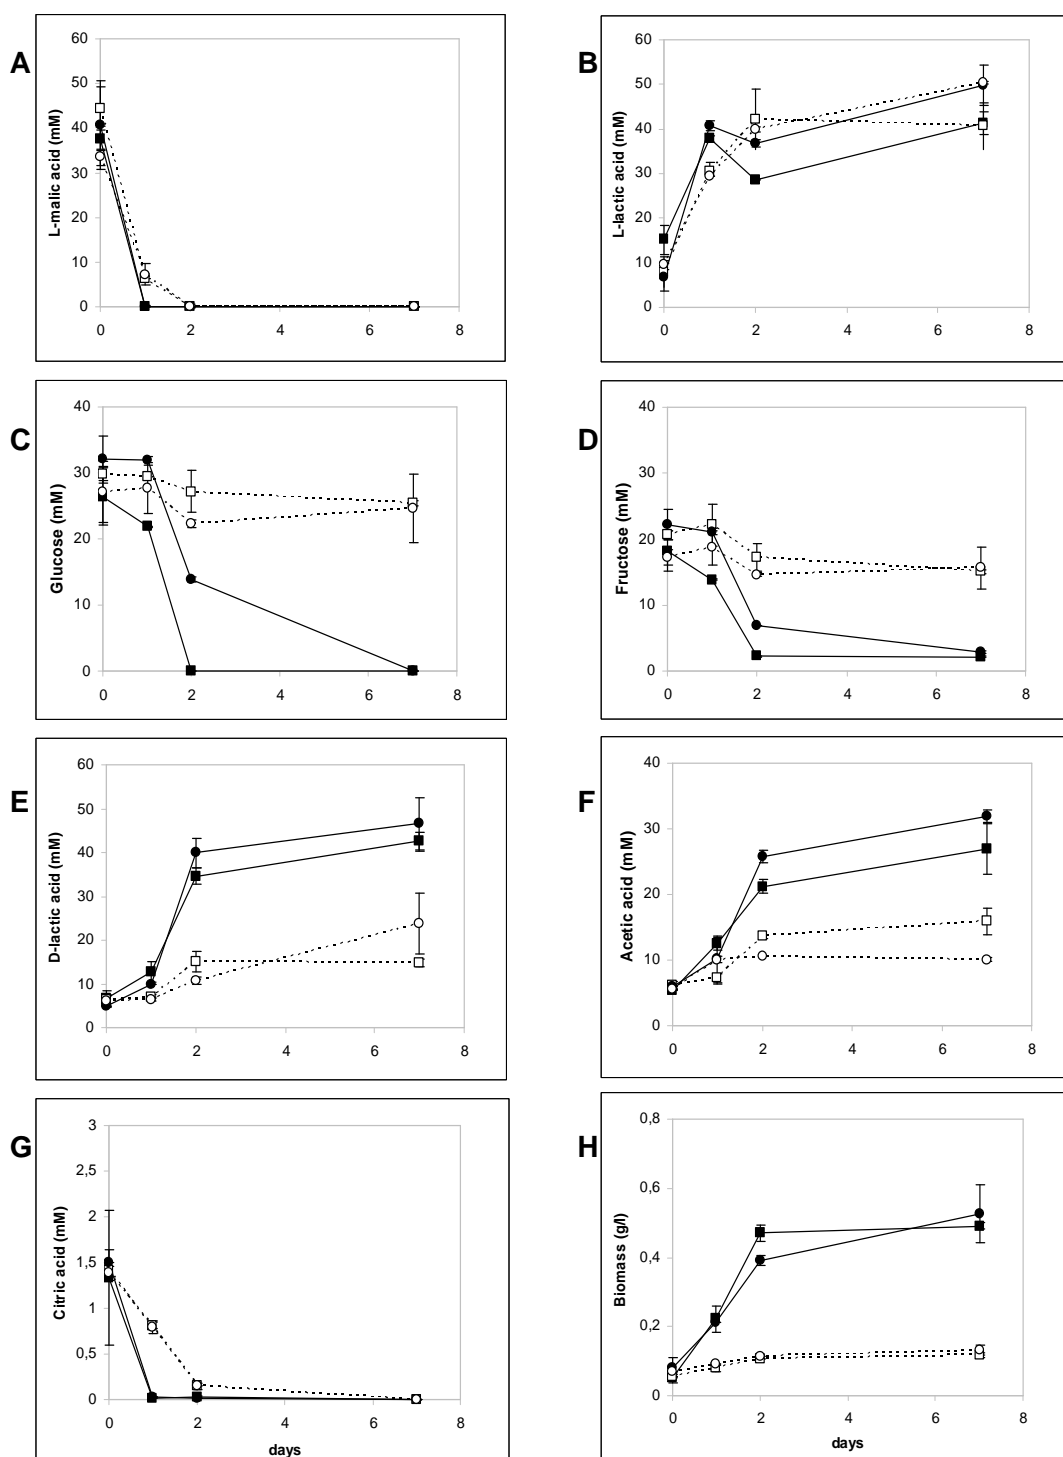 A
L-malic acid (mM)
60
50
40
30
20
10
0
0 2 4 6 8
B
L-lactic acid (mM)
60
50
40
30
20
10
0
0 2 4 6 8
C
Glucose (mM)
40
30
20
10
0
0 2 4 6 8
D
Fructose (mM)
40
30
20
10
0
0 2 4 6 8
E
D-lactic acid (mM)
60
50
40
30
20
10
0
0 2 4 6 8
F
Acetic acid (mM)
40
30
20
10
0
0 2 4 6 8
G
Citric acid (mM)
3
2,5
2
1,5
1
0,5
0
0 2 4 6 8
days
H
Biomass (g/l)
0,8
0,6
0,4
0,2
0
0 2 4 6 8
days